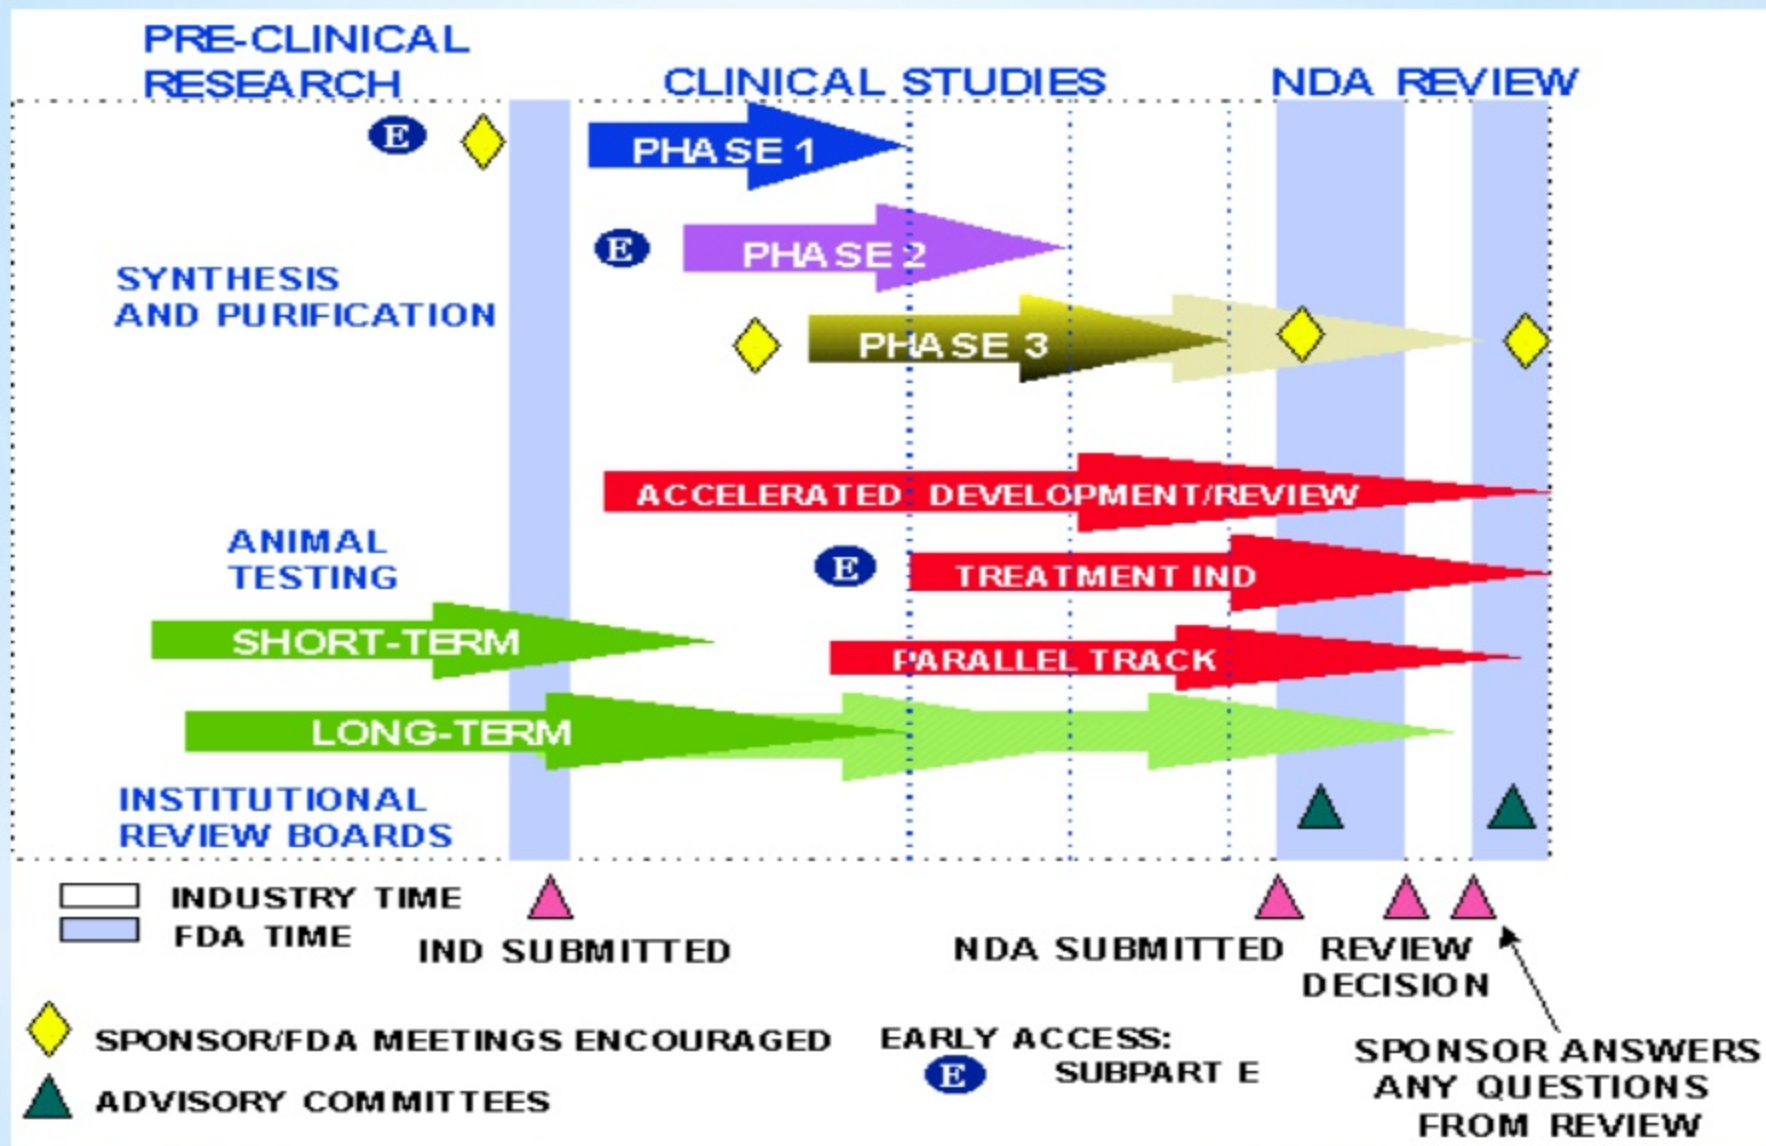 PRE-CLINICAL
RESEARCH
CLINICAL STUDIES
NDA REVIEW
E
PHASE 1
E
PHASE 2
SYNTHESIS
AND PURIFICATION
PHASE 3
ACCELERATED DEVELOPMENT/REVIEW
ANIMAL
TESTING
E
TREATMENT IND
SHORT-TERM
PARALLEL TRACK
LONG-TERM
INSTITUTIONAL
REVIEW BOARDS
INDUSTRY TIME
FDA TIME
IND SUBMITTED
NDA SUBMITTED
REVIEW
DECISION
SPONSOR/FDA MEETINGS ENCOURAGED
EARLY ACCESS:
E SUBPART E
SPONSOR ANSWERS
ANY QUESTIONS
FROM REVIEW
ADVISORY COMMITTEES